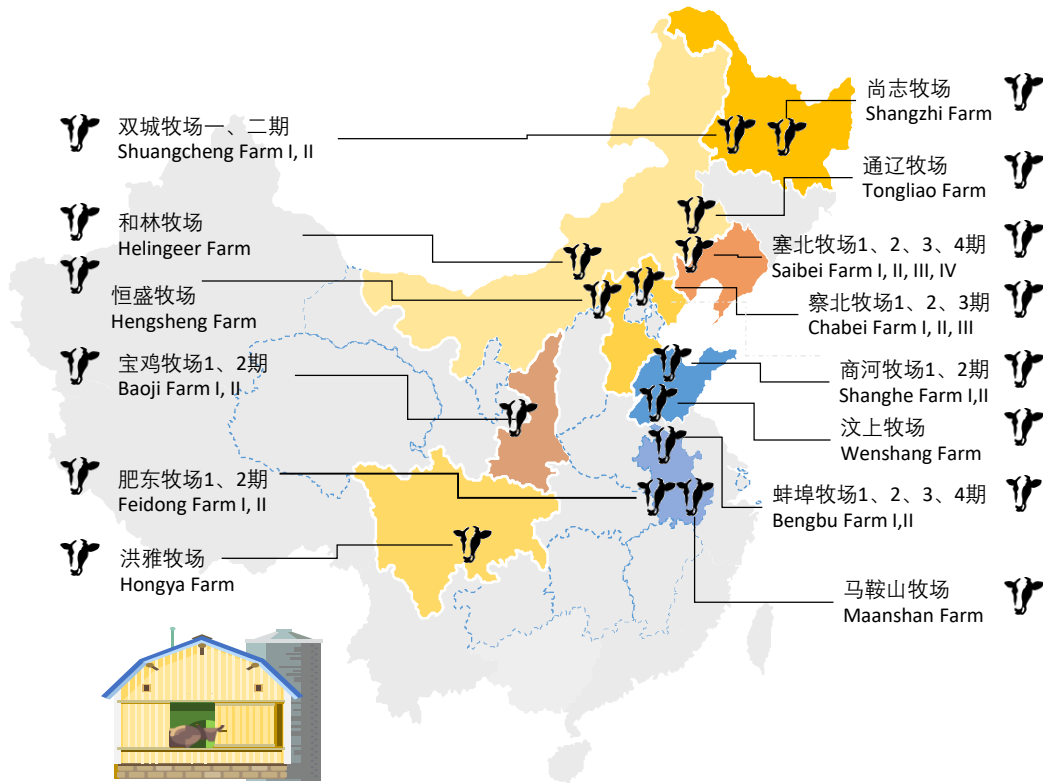 双城牧场一、二期
Shuangcheng Farm I, II
和林牧场
Helingeer Farm
恒盛牧场
Hengsheng Farm
宝鸡牧场1、2期
Baoji Farm I, II
肥东牧场1、2期
Feidong Farm I, II
洪雅牧场
Hongya Farm
尚志牧场
Shangzhi Farm
通辽牧场
Tongliao Farm
塞北牧场1、2、3、4期
Saibei Farm I, II, III, IV
察北牧场1、2、3期
Chabei Farm I, II, III
商河牧场1、2期
Shanghe Farm I,II
汶上牧场
Wenshang Farm
蚌埠牧场1、2、3、4期
Bengbu Farm I,II
马鞍山牧场
Maanshan Farm